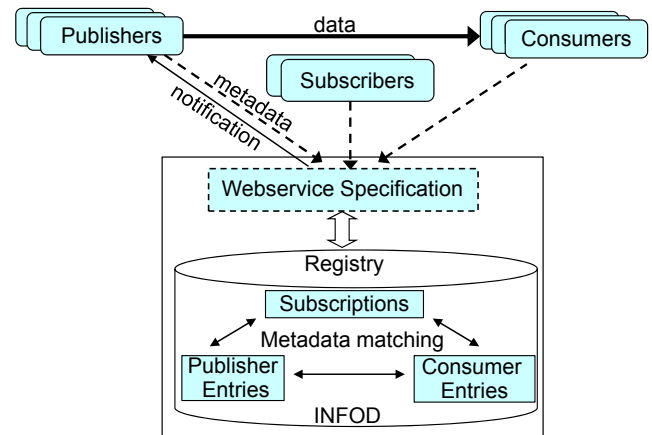 Publishers
data
Consumers
Subscribers
metadata
notification
Webservice Specification
Registry
Subscriptions
Metadata matching
Publisher
Entries
Consumer
Entries
INFOD